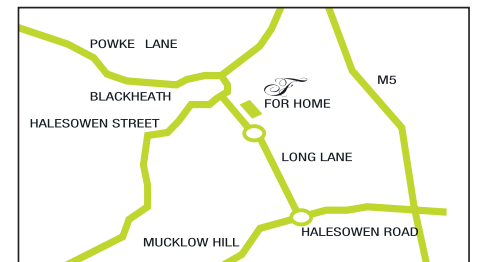 POWKE LANE
M5
F
BLACKHEATH
FOR HOME
HALESOWEN STREET
LONG LANE
HALESOWEN ROAD
MUCKLOW HILL